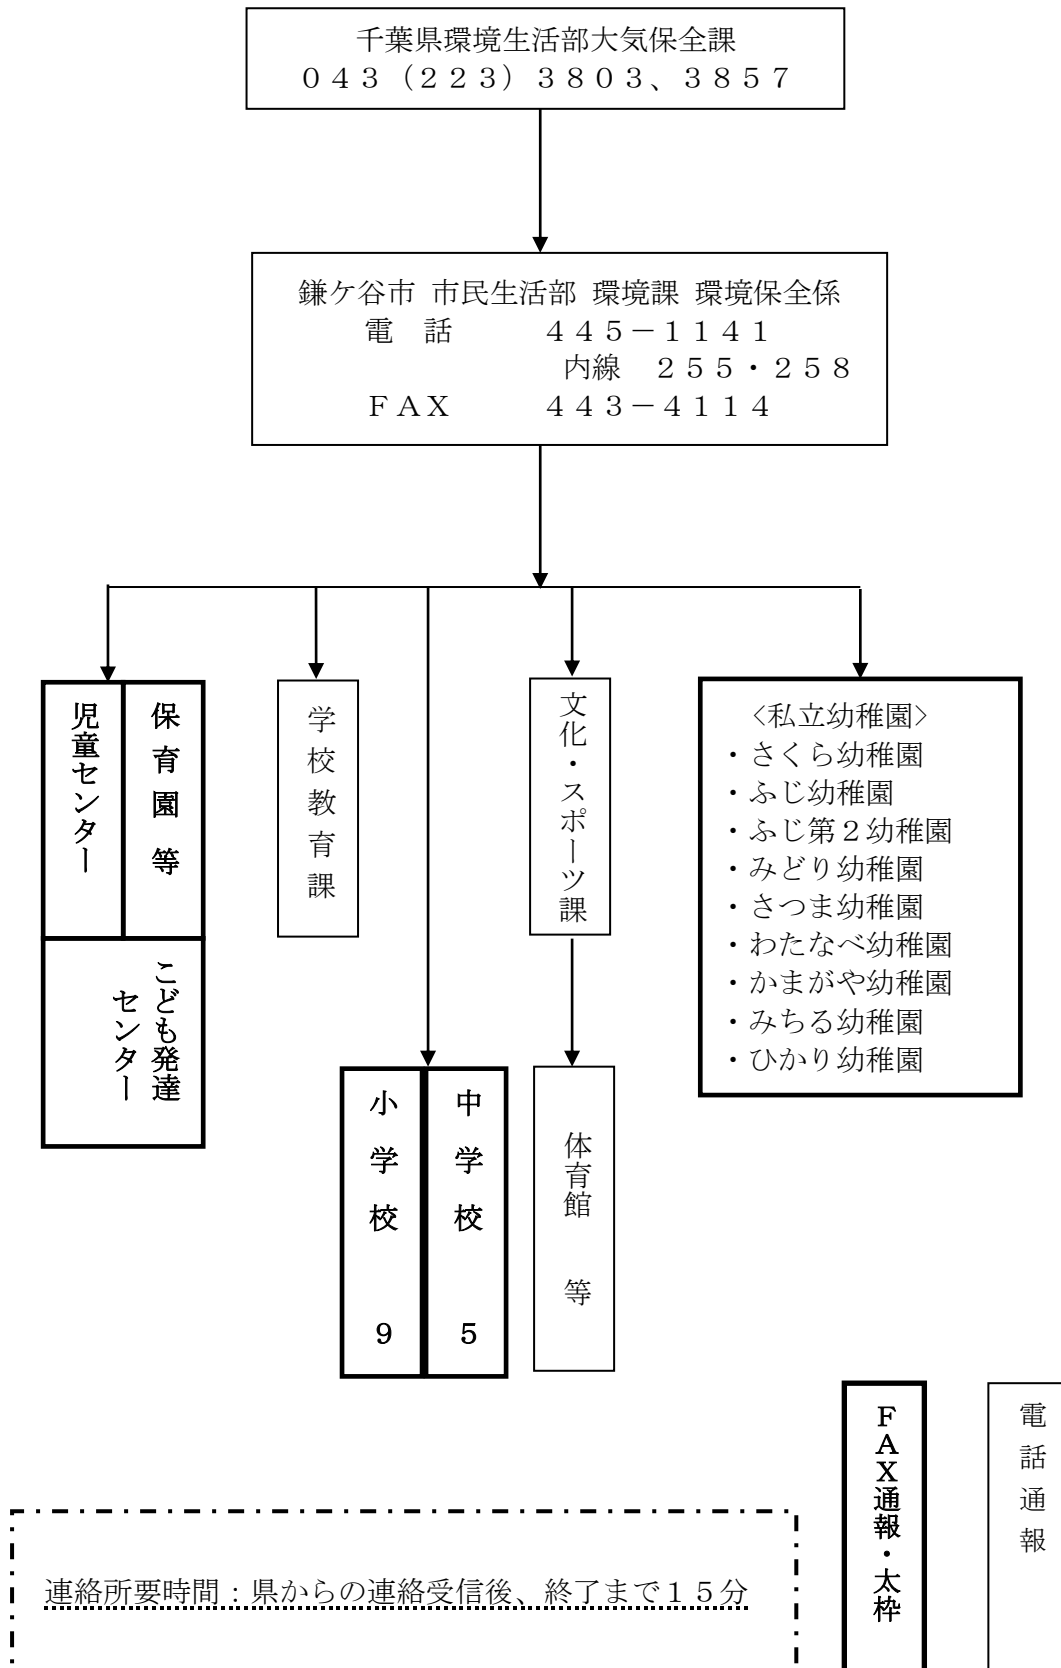 千葉県環境生活部大気保全課
０４３（２２３）３８０３、３８５７
鎌ケ谷市 市民生活部 環境課 環境保全係
電　話　　　４４５－１１４１
内線　２５５・２５８
ＦＡＸ　　　４４３－４１１４
児童センター
保育園等
こども発達
センター
学校教育課
小学校　９
中学校　５
文化・スポーツ課
体育館　等
<私立幼稚園>
・さくら幼稚園
・ふじ幼稚園
・ふじ第２幼稚園
・みどり幼稚園
・さつま幼稚園
・わたなべ幼稚園
・かまがや幼稚園
・みちる幼稚園
・ひかり幼稚園
ＦＡＸ通報・太枠
電話通報
連絡所要時間：県からの連絡受信後、終了まで１５分